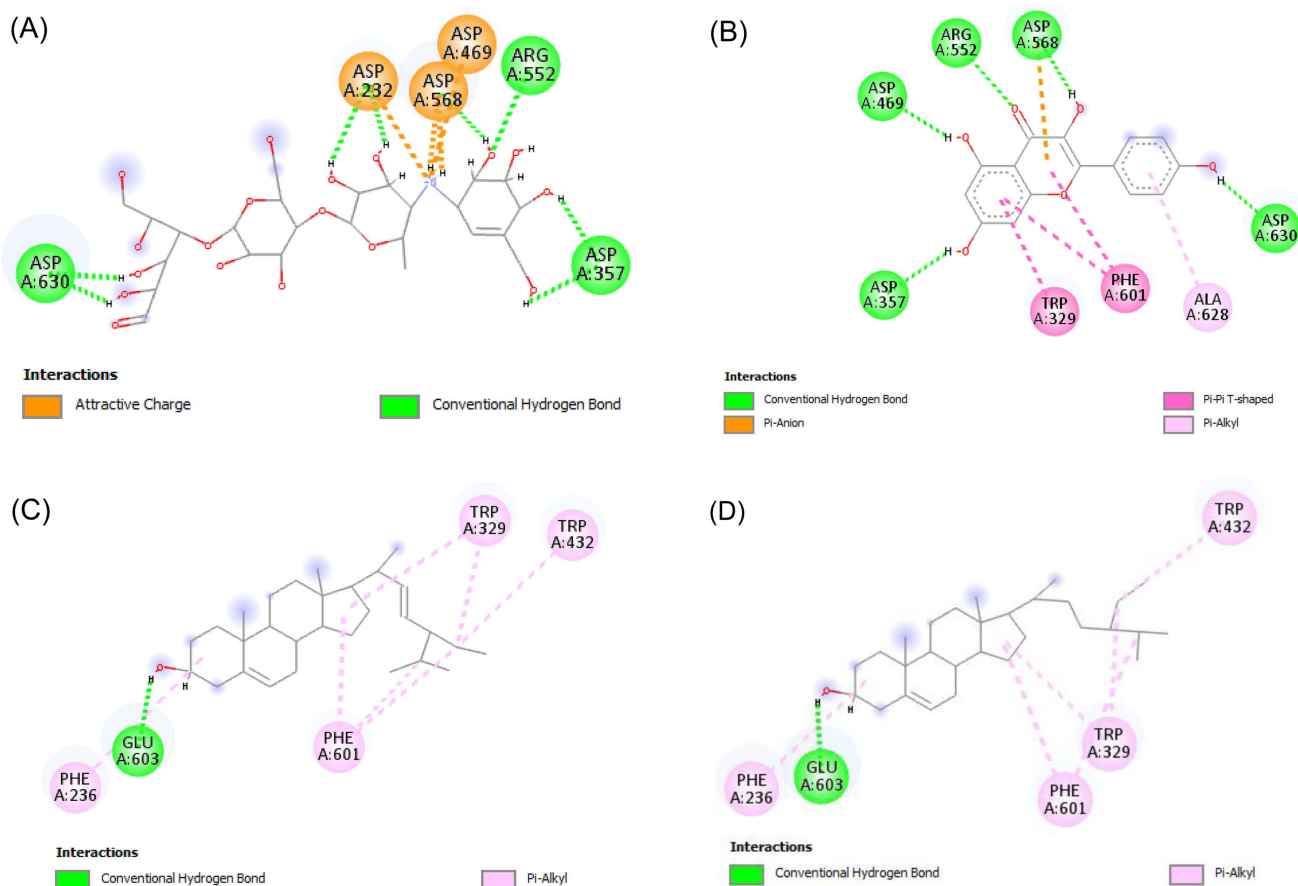 (A)
ASP
A:469
ARG
A:552
ASP
A:232
ASP
A:568
ASP
A:630
ASP
A:357
H
H
H
H
H
H
H
H
H
H
H
H
O
O
O
O
O
O
O
O
O
O
O
O
O
Interactions
Attractive Charge
Conventional Hydrogen Bond
(B)
ARG
A:552
ASP
A:568
ASP
A:469
ASP
A:630
ASP
A:357
TRP
A:329
PHE
A:601
ALA
A:628
H
O
H
O
O
H
O
H
O
O
H
Interactions
Conventional Hydrogen Bond
Pi-Pi T-shaped
Pi-Anion
Pi-Alkyl
(C)
TRP
A:329
TRP
A:432
O
H
H
GLU
A:603
PHE
A:601
PHE
A:236
Interactions
Conventional Hydrogen Bond
Pi-Alkyl
(D)
TRP
A:432
O
H
H
TRP
A:329
GLU
A:603
PHE
A:236
PHE
A:601
Interactions
Conventional Hydrogen Bond
Pi-Alkyl